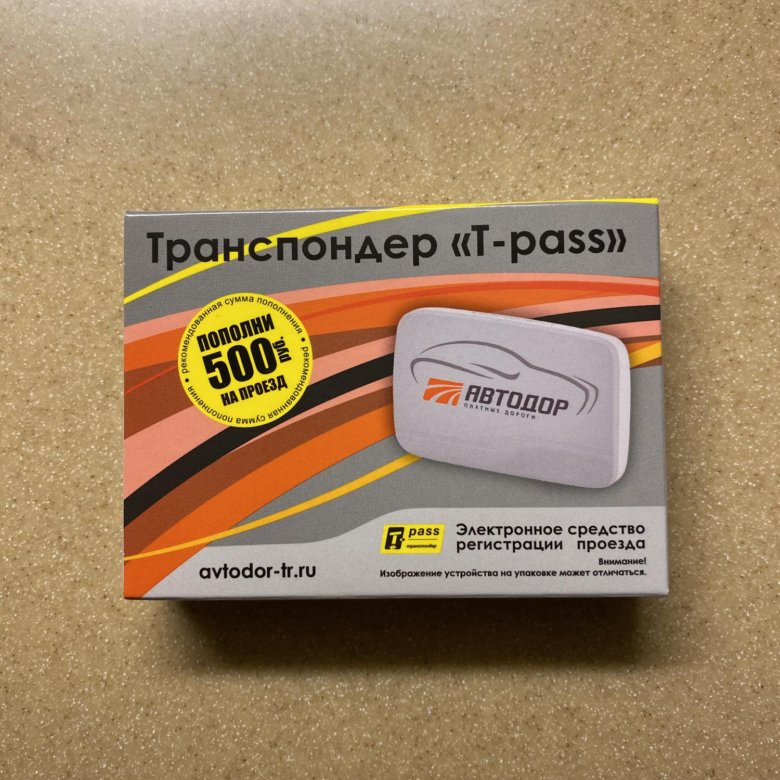 Транспондер «T-pass»
• рекомендованная сумма пополнения •
ПОПОЛНИ
500 руб.
НА ПРОЕЗД
рекомендованная сумма пополнения
АВТОДОР
ПЛАТНЫЕ ДОРОГИ
T pass
транспондер
Электронное средство
регистрации проезда
Внимание!
Изображение устройства на упаковке может отличаться.
avtodor-tr.ru